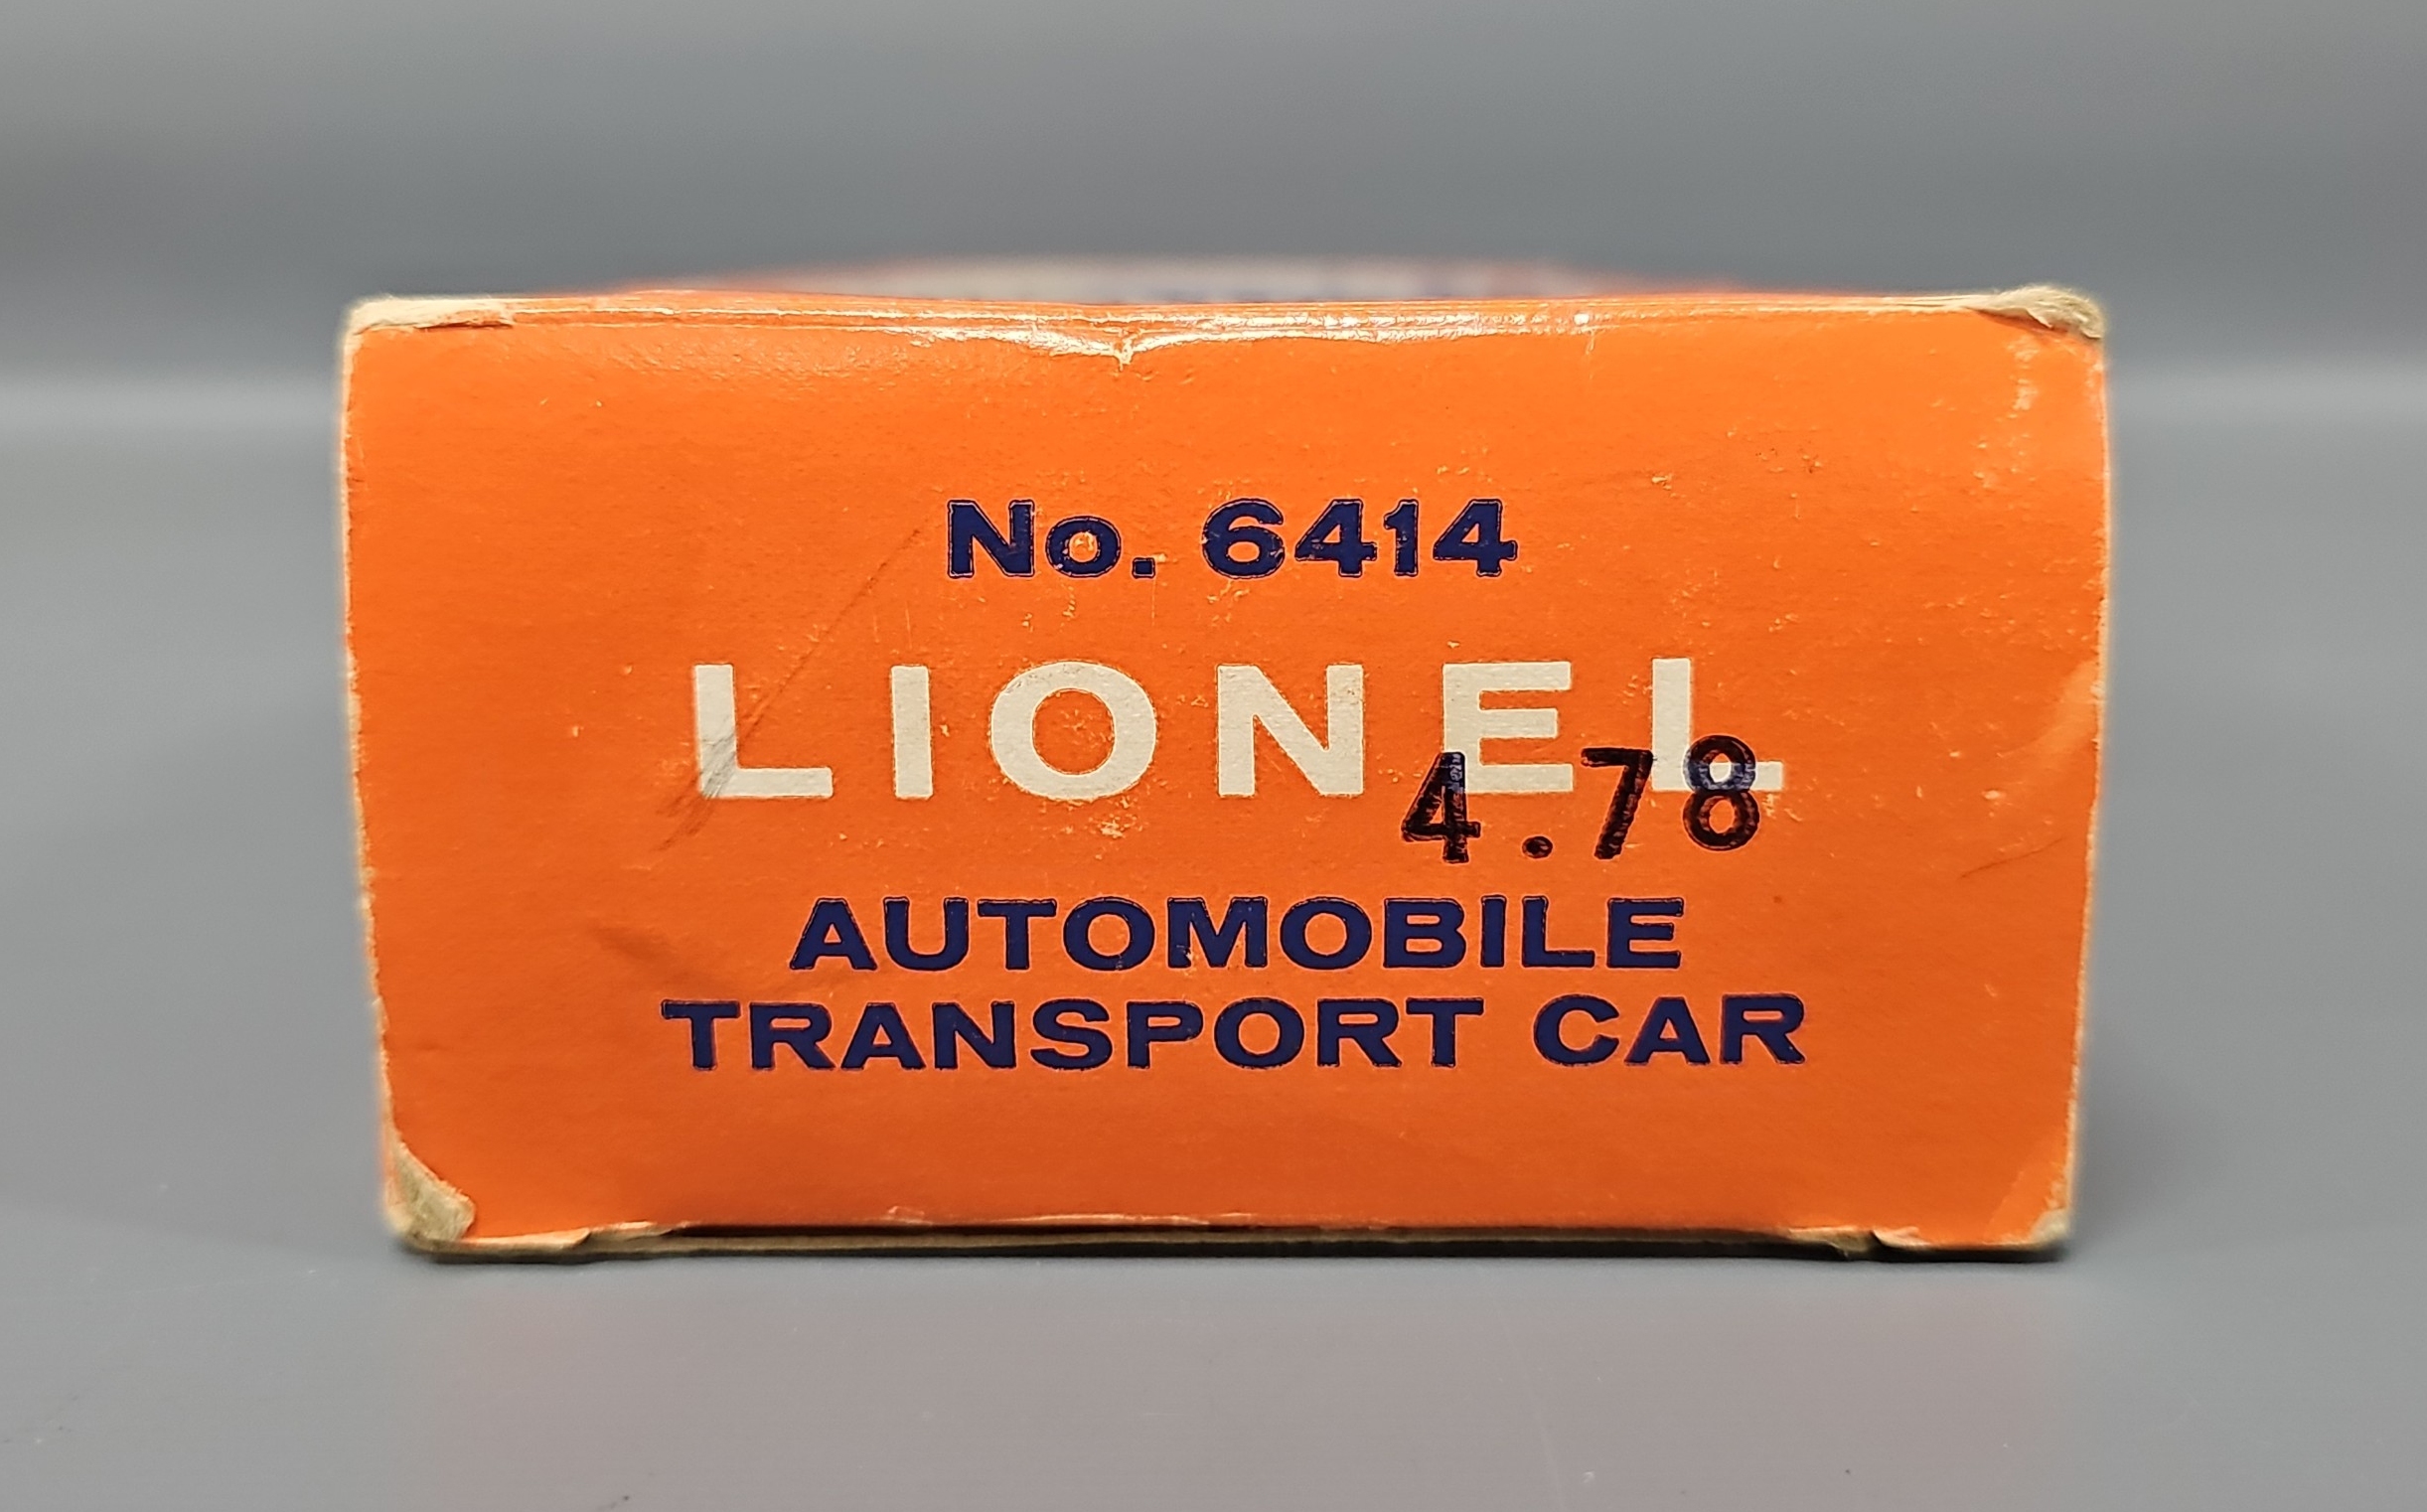 No. 6414
LIONEL
4.78
AUTOMOBILE
TRANSPORT CAR